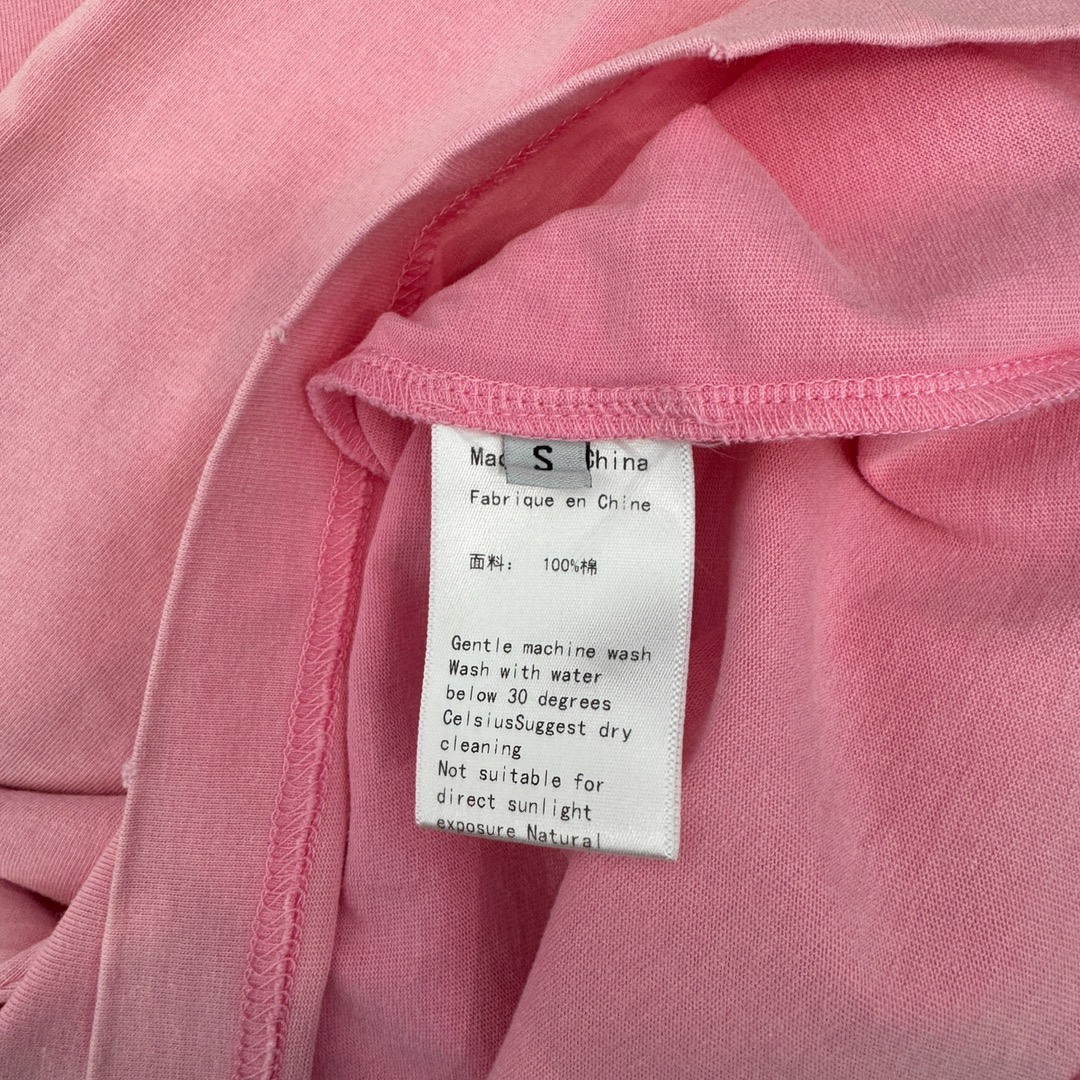 S
China
Fabrique en Chine
面料： 100%棉
Gentle machine wash
Wash with water
below 30 degrees
CelsiusSuggest dry
cleaning
Not suitable for
direct sunlight
exposure Natural